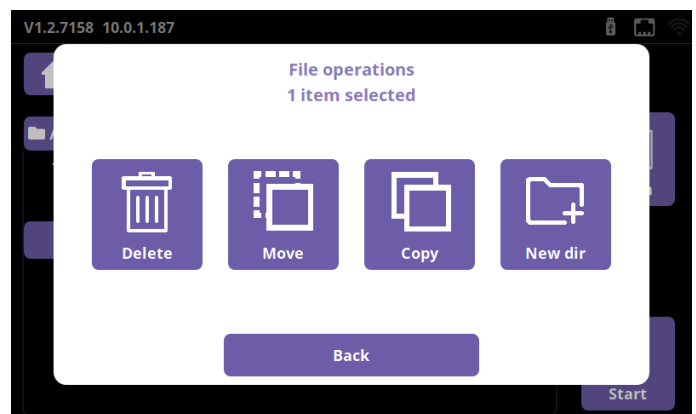 V1.2.7158 10.0.1.187
File operations
1 item selected
Delete
Move
Copy
New dir
Back
Start